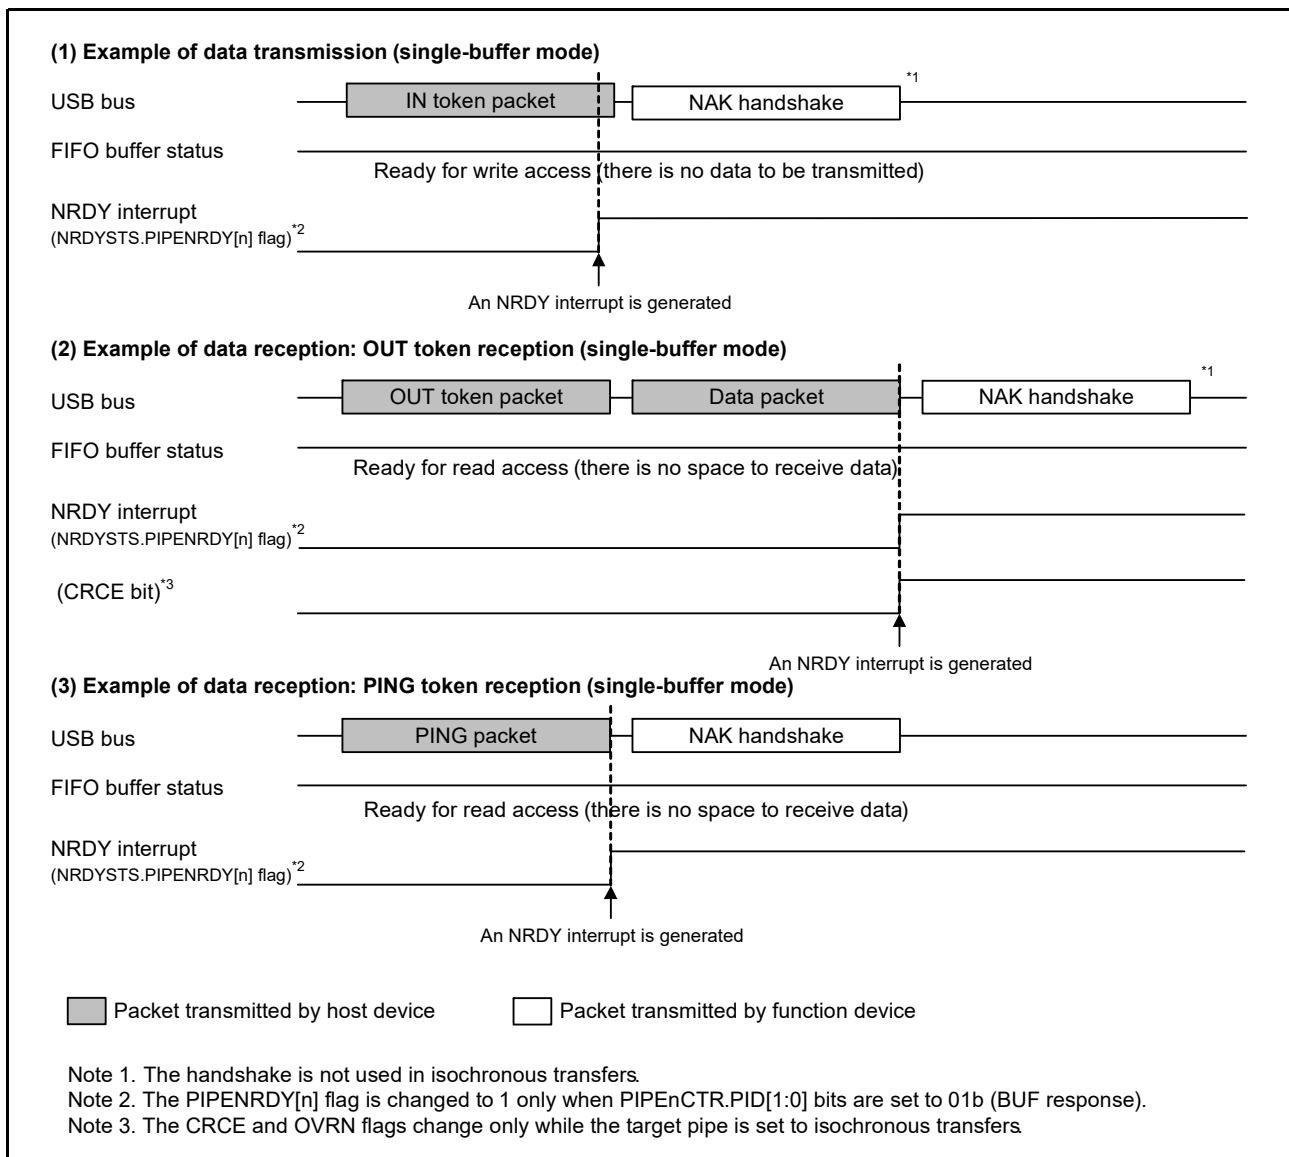 (1) Example of data transmission (single-buffer mode)
USB bus
IN token packet
NAK handshake
*1
FIFO buffer status
Ready for write access (there is no data to be transmitted)
NRDY interrupt
(NRDYSTS.PIPENRDY[n] flag)*2
An NRDY interrupt is generated
(2) Example of data reception: OUT token reception (single-buffer mode)
USB bus
OUT token packet
Data packet
NAK handshake
*1
FIFO buffer status
Ready for read access (there is no space to receive data)
NRDY interrupt
(NRDYSTS.PIPENRDY[n] flag)*2
(CRCE bit)*3
An NRDY interrupt is generated
(3) Example of data reception: PING token reception (single-buffer mode)
USB bus
PING packet
NAK handshake
FIFO buffer status
Ready for read access (there is no space to receive data)
NRDY interrupt
(NRDYSTS.PIPENRDY[n] flag)*2
An NRDY interrupt is generated
Packet transmitted by host device
Packet transmitted by function device
Note 1. The handshake is not used in isochronous transfers.
Note 2. The PIPENRDY[n] flag is changed to 1 only when PIPEnCTR.PID[1:0] bits are set to 01b (BUF response).
Note 3. The CRCE and OVRN flags change only while the target pipe is set to isochronous transfers.